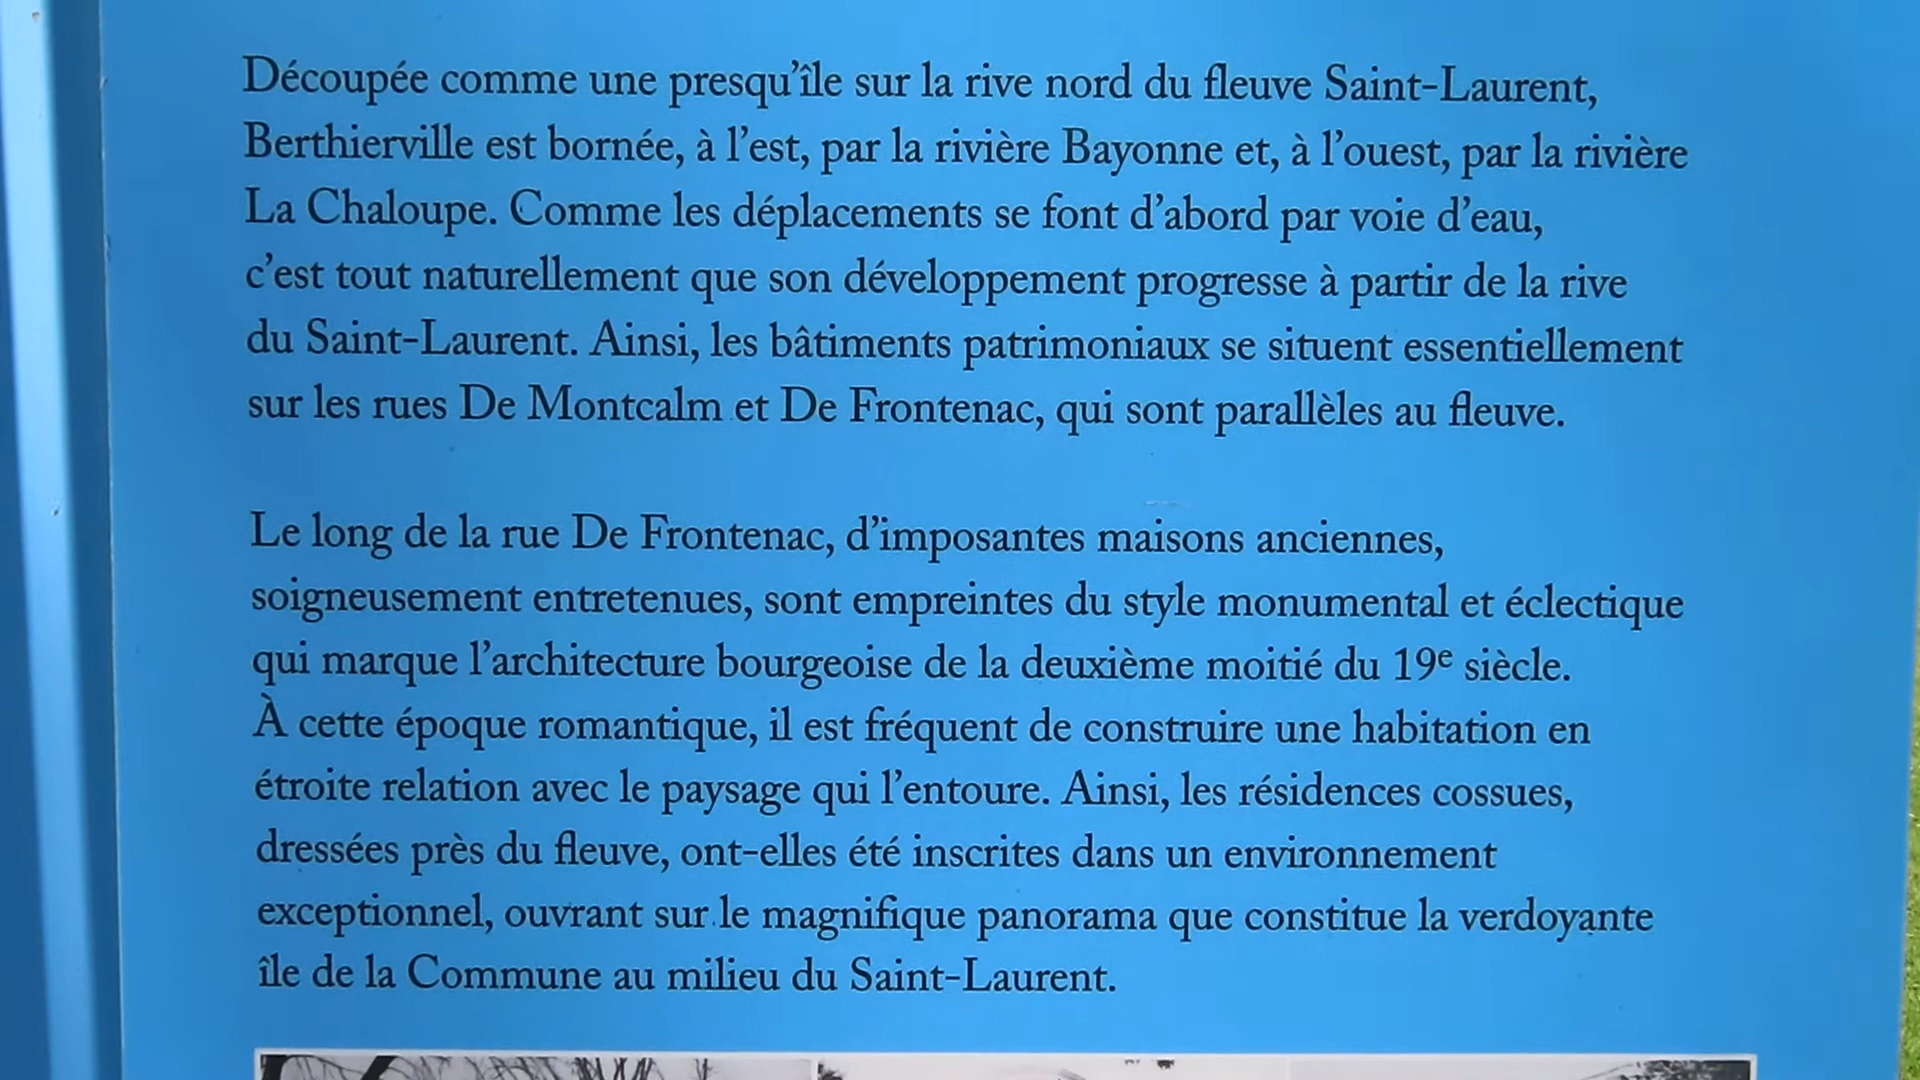 Découpée comme une presqu’île sur la rive nord du fleuve Saint-Laurent,
Berthierville est bornée, à l’est, par la rivière Bayonne et, à l’ouest, par la rivière
La Chaloupe. Comme les déplacements se font d’abord par voie d’eau,
c’est tout naturellement que son développement progresse à partir de la rive
du Saint-Laurent. Ainsi, les bâtiments patrimoniaux se situent essentiellement
sur les rues De Montcalm et De Frontenac, qui sont parallèles au fleuve.
Le long de la rue De Frontenac, d’imposantes maisons anciennes,
soigneusement entretenues, sont empreintes du style monumental et éclectique
qui marque l’architecture bourgeoise de la deuxième moitié du 19e siècle.
À cette époque romantique, il est fréquent de construire une habitation en
étroite relation avec le paysage qui l’entoure. Ainsi, les résidences cossues,
dressées près du fleuve, ont-elles été inscrites dans un environnement
exceptionnel, ouvrant sur le magnifique panorama que constitue la verdoyante
île de la Commune au milieu du Saint-Laurent.